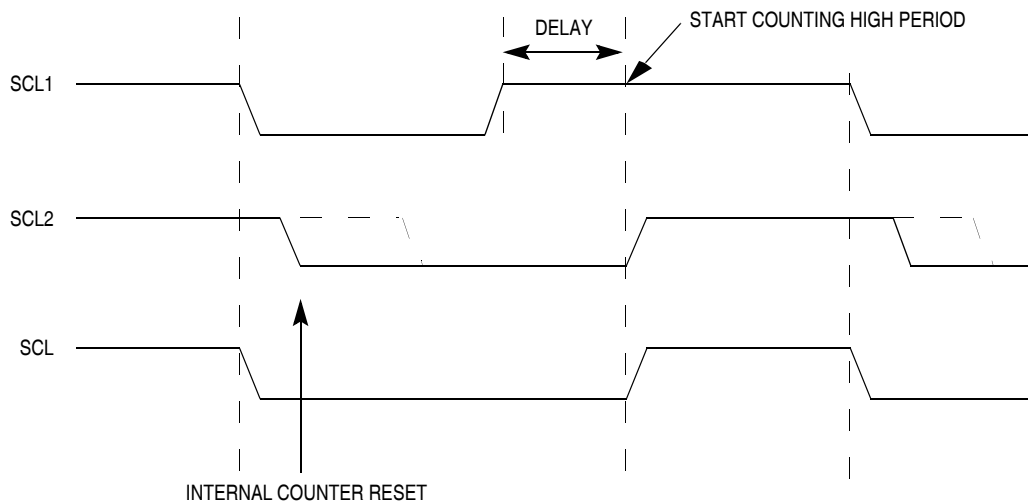 START COUNTING HIGH PERIOD
DELAY
SCL1
SCL2
SCL
INTERNAL COUNTER RESET